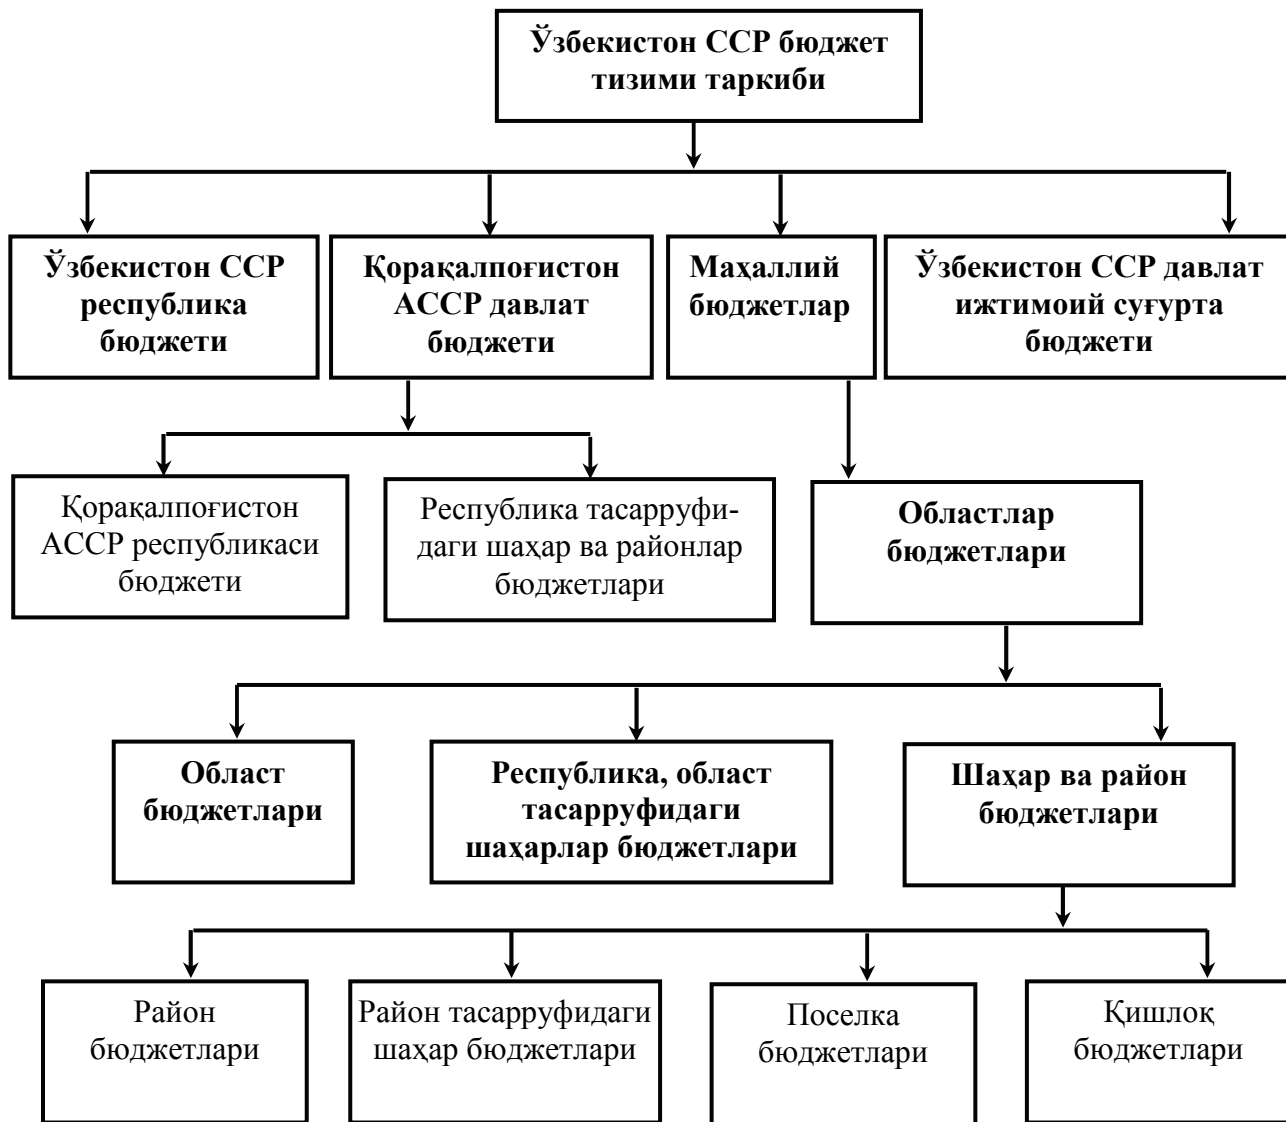 Ўзбекистон ССР бюджет
тизими таркиби
Ўзбекистон ССР
республика
бюджети
Қорақалпоғистон
АССР давлат
бюджети
Маҳаллий
бюджетлар
Ўзбекистон ССР давлат
ижтимоий суғурта
бюджети
Қорақалпоғистон
АССР республикаси
бюджети
Республика тасарруфи-
даги шаҳар ва районлар
бюджетлари
Областлар
бюджетлари
Област
бюджетлари
Республика, област
тасарруфидаги
шаҳарлар бюджетлари
Шаҳар ва район
бюджетлари
Район
бюджетлари
Район тасарруфидаги
шаҳар бюджетлари
Поселка
бюджетлари
Қишлоқ
бюджетлари